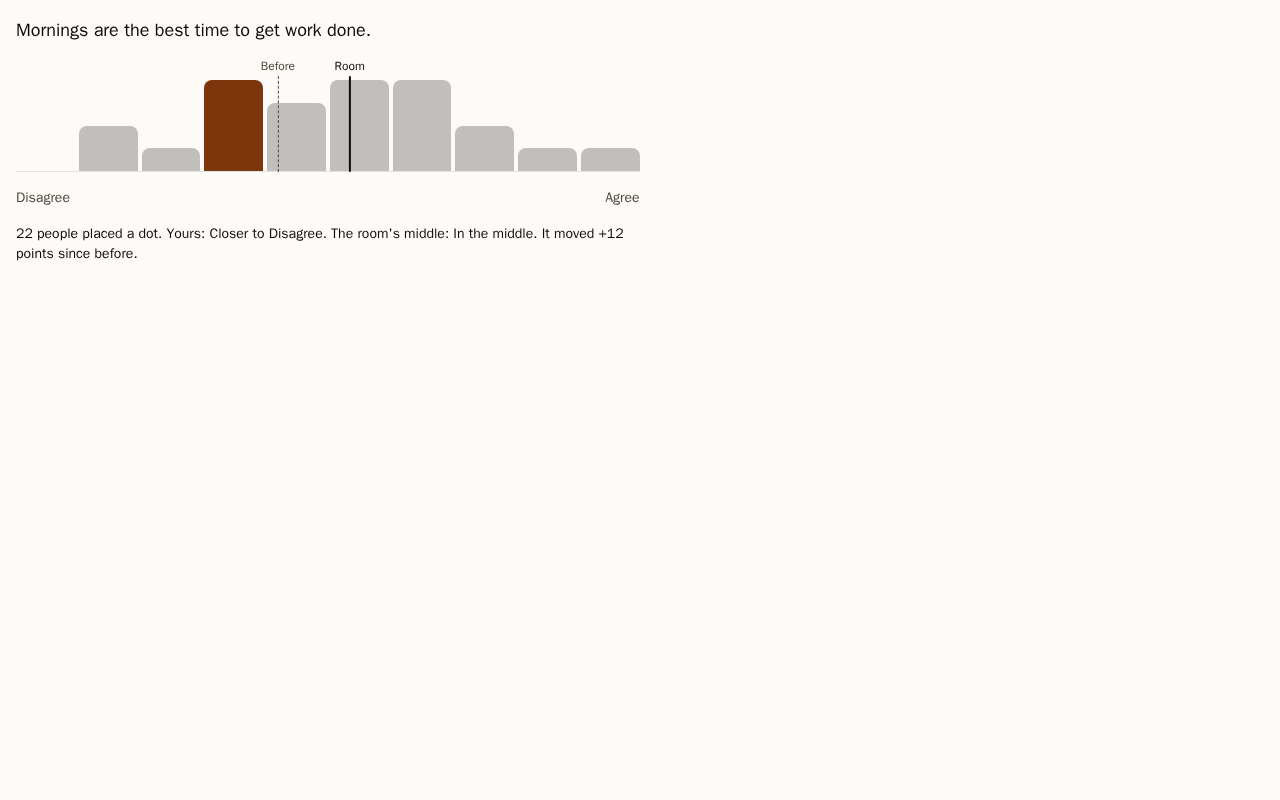 Mornings are the best time to get work done.
Before
Room
Disagree
Agree
22 people placed a dot. Yours: Closer to Disagree. The room's middle: In the middle. It moved +12
points since before.